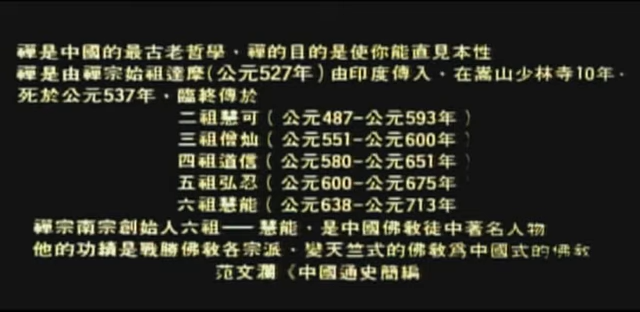 禪是中國的最古老哲學，禪的目的是使你能直見本性
禪是由禪宗始祖達摩(公元527年)由印度傳入，在嵩山少林寺10年，
死於公元537年，臨終傳於
二祖慧可(公元487-公元593年)
三祖僧灿(公元551-公元600年)
四祖道信(公元580-公元651年)
五祖弘忍(公元600-公元675年
六祖慧能(公元638-公元713年
禪宗南宗創始人六祖——慧能，是中國佛敎徒中著名人物
他的功績是戰勝佛敎各宗派，變天竺式的佛敎爲中國式的佛敎
范文瀾《中國通史簡編